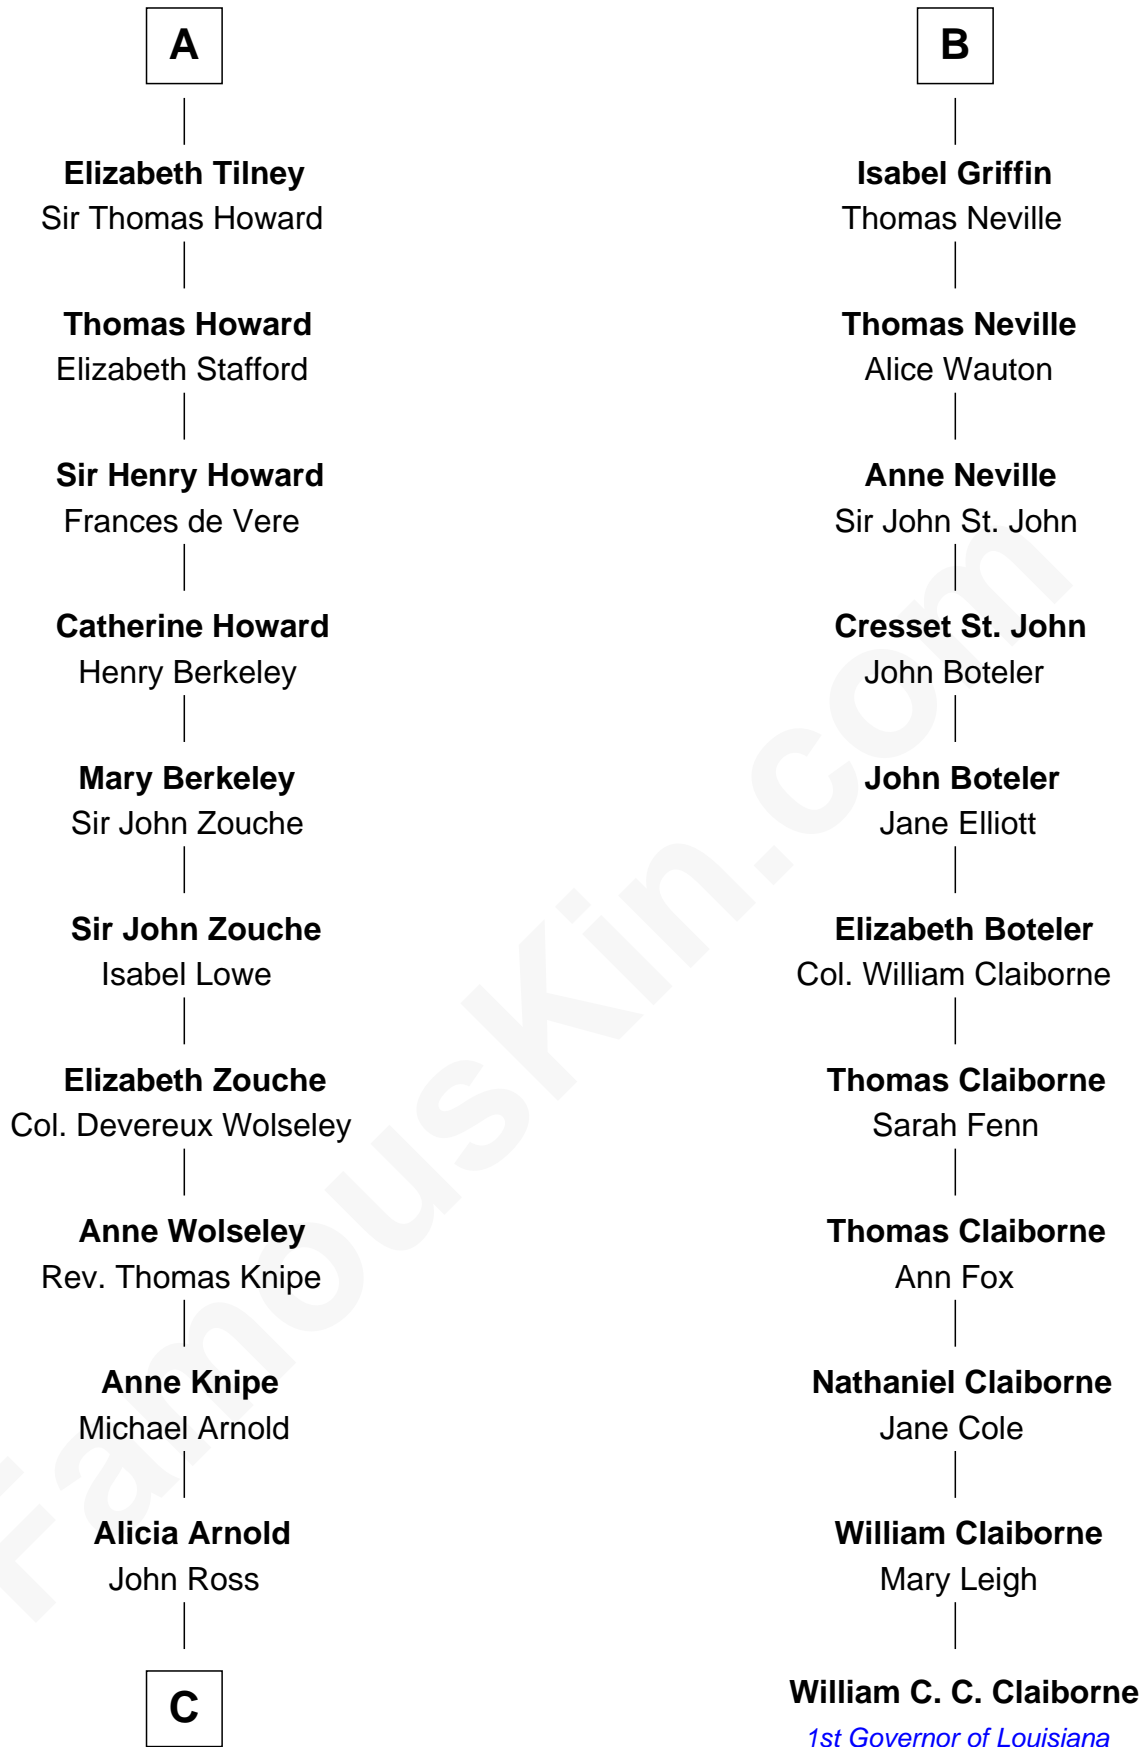 A
Elizabeth Tilney
Sir Thomas Howard
Thomas Howard
Elizabeth Stafford
Sir Henry Howard
Frances de Vere
Catherine Howard
Henry Berkeley
Mary Berkeley
Sir John Zouche
Sir John Zouche
Isabel Lowe
Elizabeth Zouche
Col. Devereux Wolseley
Anne Wolseley
Rev. Thomas Knipe
Anne Knipe
Michael Arnold
Alicia Arnold
John Ross
C
B
Isabel Griffin
Thomas Neville
Thomas Neville
Alice Wauton
Anne Neville
Sir John St. John
Cresset St. John
John Boteler
John Boteler
Jane Elliott
Elizabeth Boteler
Col. William Claiborne
Thomas Claiborne
Sarah Fenn
Thomas Claiborne
Ann Fox
Nathaniel Claiborne
Jane Cole
William Claiborne
Mary Leigh
William C. C. Claiborne
1st Governor of Louisiana
FamousKin.com